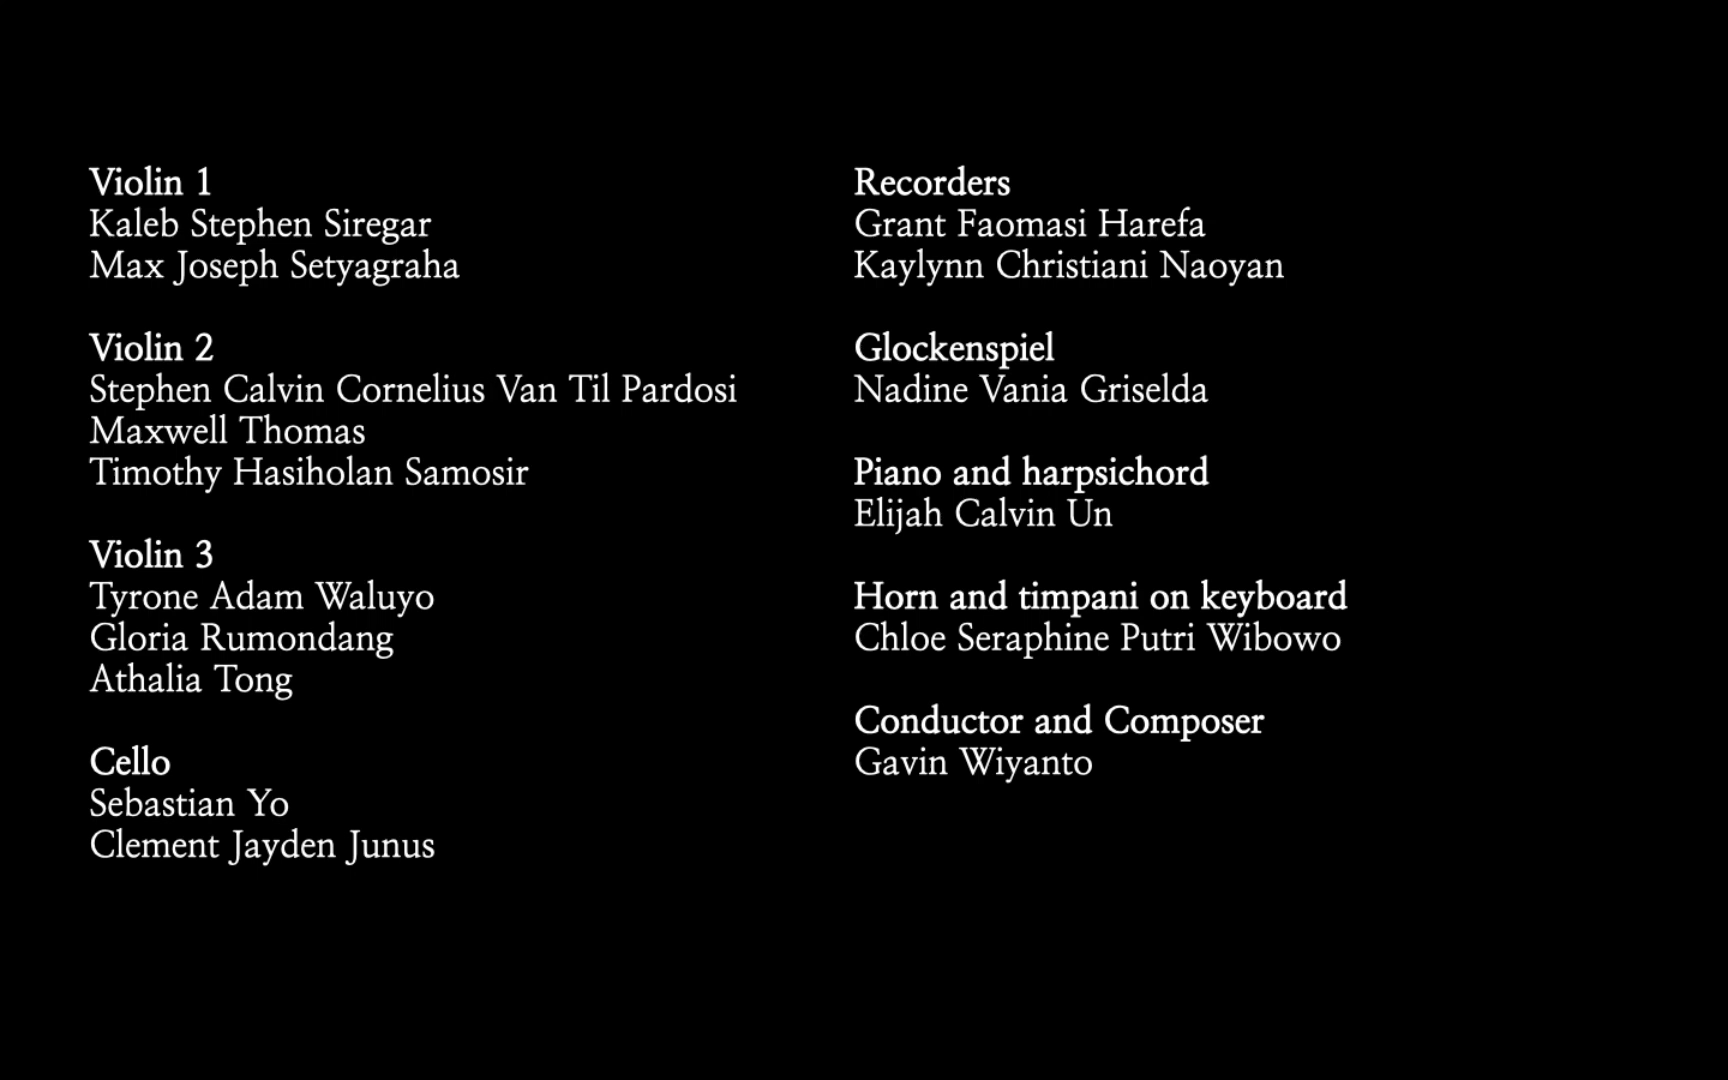 Violin 1
Kaleb Stephen Siregar
Max Joseph Setyagraha
Violin 2
Stephen Calvin Cornelius Van Til Pardosi
Maxwell Thomas
Timothy Hasiholan Samosir
Violin 3
Tyrone Adam Waluyo
Gloria Rumondang
Athalia Tong
Cello
Sebastian Yo
Clement Jayden Junus
Recorders
Grant Faomasi Harefa
Kaylynn Christiani Naoyan
Glockenspiel
Nadine Vania Griselda
Piano and harpsichord
Elijah Calvin Un
Horn and timpani on keyboard
Chloe Seraphine Putri Wibowo
Conductor and Composer
Gavin Wiyanto